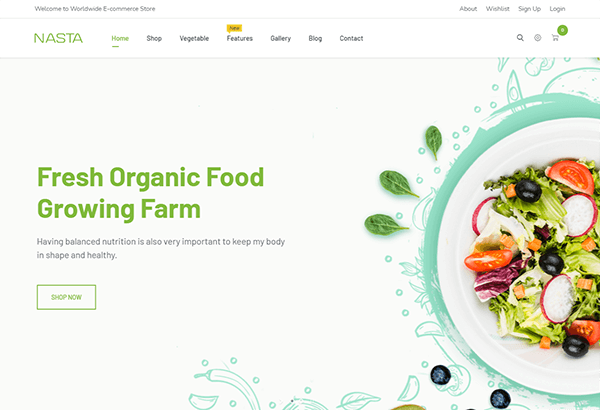 Welcome to Worldwide E-commerce Store
About Wishlist Sign Up Login
NASTA
Home Shop Vegetable Features Gallery Blog Contact
New
0
Fresh Organic Food
Growing Farm
Having balanced nutrition is also very important to keep my body
in shape and healthy.
SHOP NOW